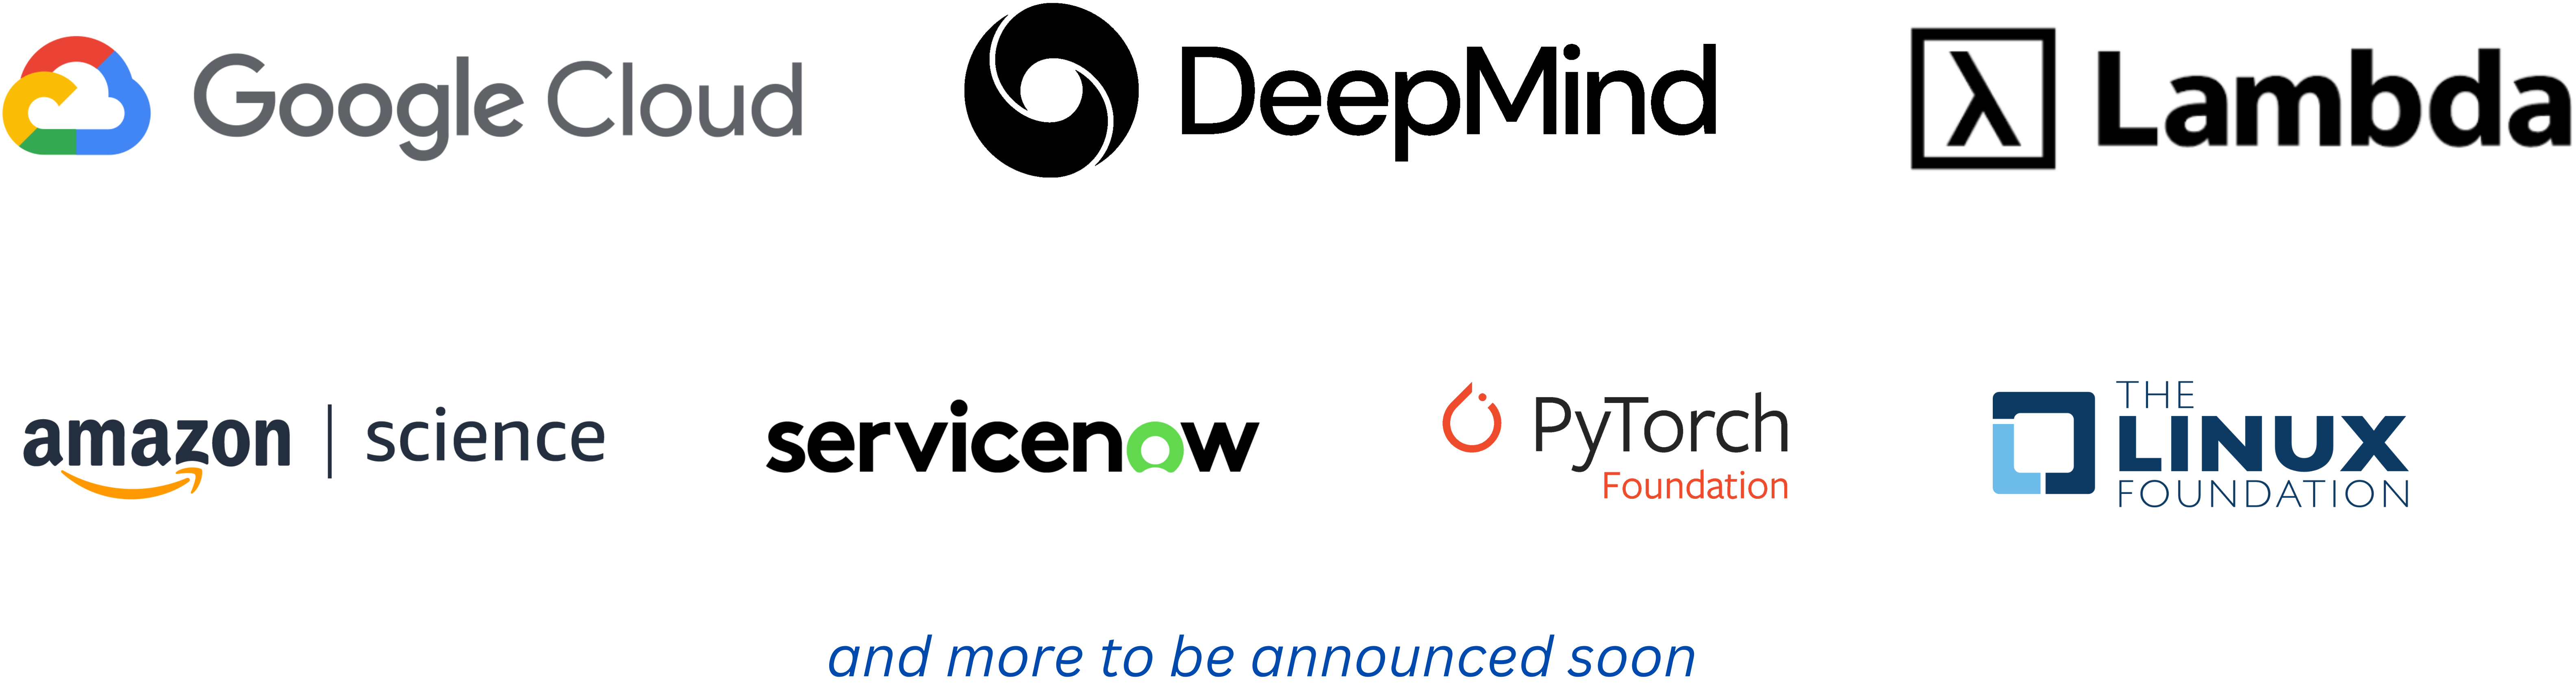 Google Cloud
DeepMind
λ Lambda
amazon | science
servicenow
PyTorch
Foundation
THE
LINUX
FOUNDATION
and more to be announced soon